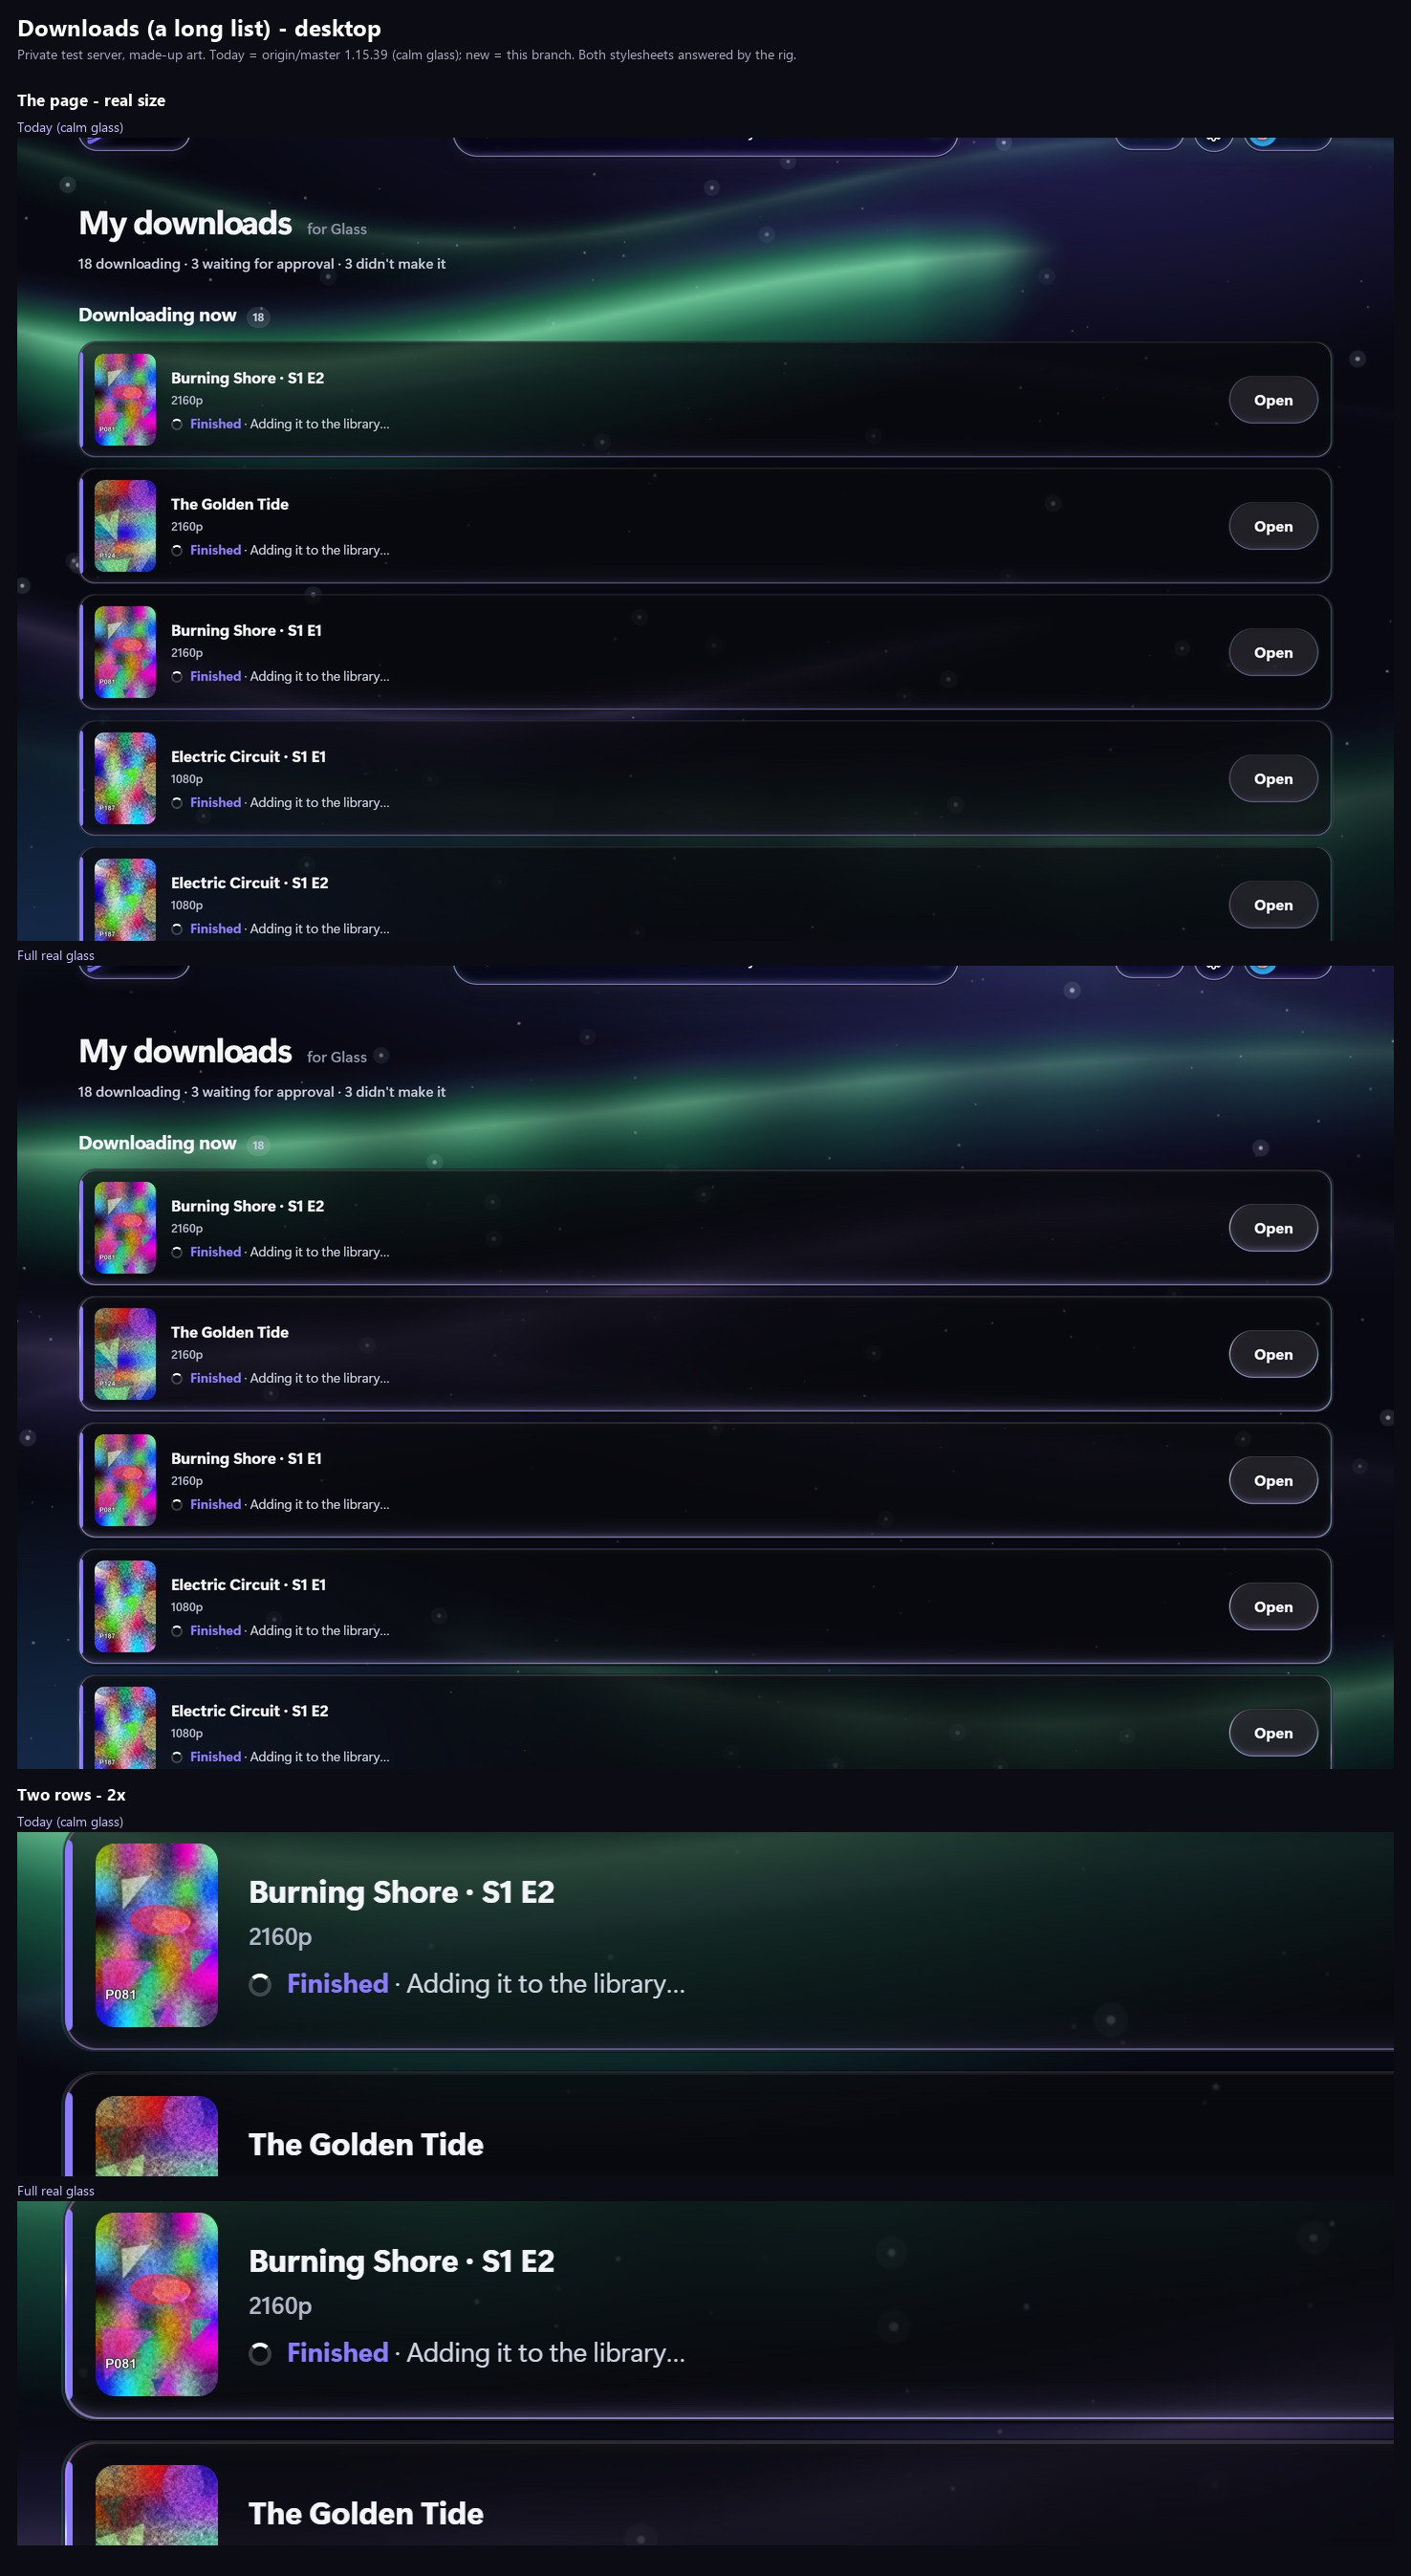 Downloads (a long list) - desktop
Private test server, made-up art. Today = origin/master 1.15.39 (calm glass); new = this branch. Both stylesheets answered by the rig.
The page - real size
Today (calm glass)
My downloads for Glass
18 downloading · 3 waiting for approval · 3 didn't make it
Downloading now 18
Burning Shore · S1 E2
2160p
Finished · Adding it to the library...
Open
P081
The Golden Tide
2160p
Finished · Adding it to the library...
Open
P124
Burning Shore · S1 E1
2160p
Finished · Adding it to the library...
Open
P081
Electric Circuit · S1 E1
1080p
Finished · Adding it to the library...
Open
P187
Electric Circuit · S1 E2
1080p
Finished · Adding it to the library...
Open
P187
Full real glass
My downloads for Glass
18 downloading · 3 waiting for approval · 3 didn't make it
Downloading now 18
Burning Shore · S1 E2
2160p
Finished · Adding it to the library...
Open
P081
The Golden Tide
2160p
Finished · Adding it to the library...
Open
P124
Burning Shore · S1 E1
2160p
Finished · Adding it to the library...
Open
P081
Electric Circuit · S1 E1
1080p
Finished · Adding it to the library...
Open
P187
Electric Circuit · S1 E2
1080p
Finished · Adding it to the library...
Open
P187
Two rows - 2x
Today (calm glass)
Burning Shore · S1 E2
2160p
Finished · Adding it to the library...
P081
The Golden Tide
Full real glass
Burning Shore · S1 E2
2160p
Finished · Adding it to the library...
P081
The Golden Tide